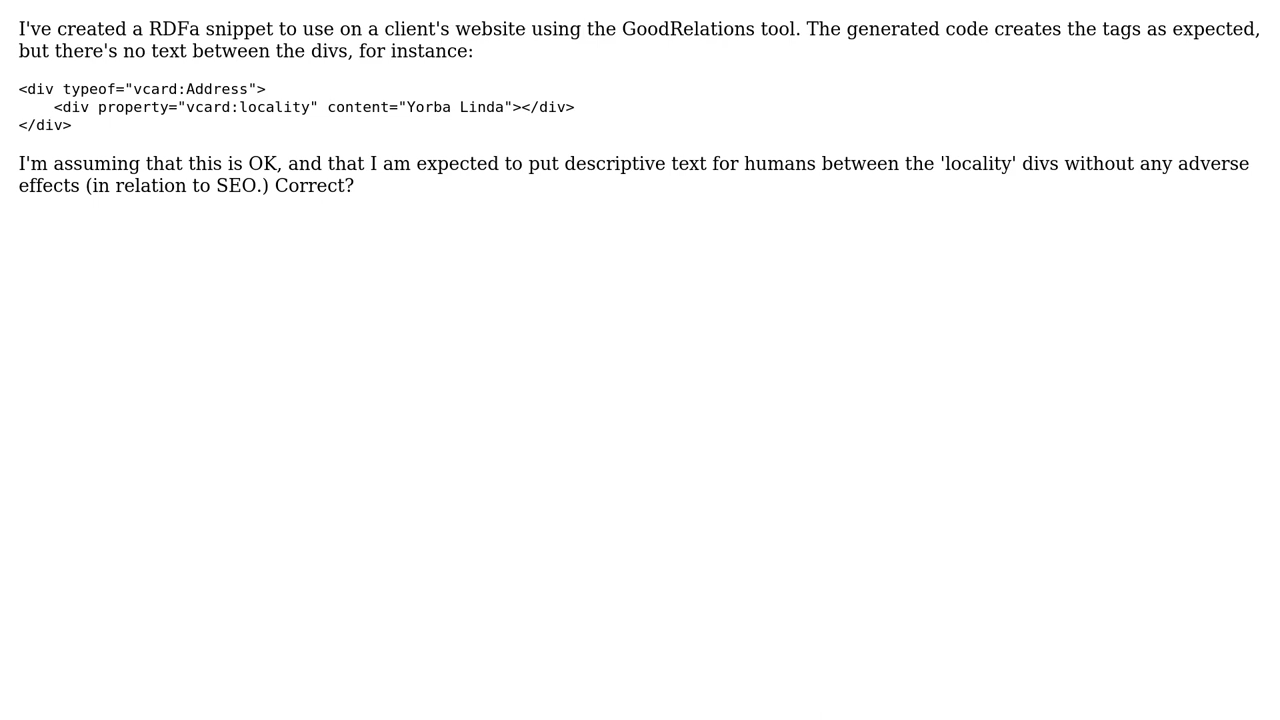 I've created a RDFa snippet to use on a client's website using the GoodRelations tool. The generated code creates the tags as expected,
but there's no text between the divs, for instance:
<div typeof="vcard:Address">
    <div property="vcard:locality" content="Yorba Linda"></div>
</div>
I'm assuming that this is OK, and that I am expected to put descriptive text for humans between the 'locality' divs without any adverse
effects (in relation to SEO.) Correct?